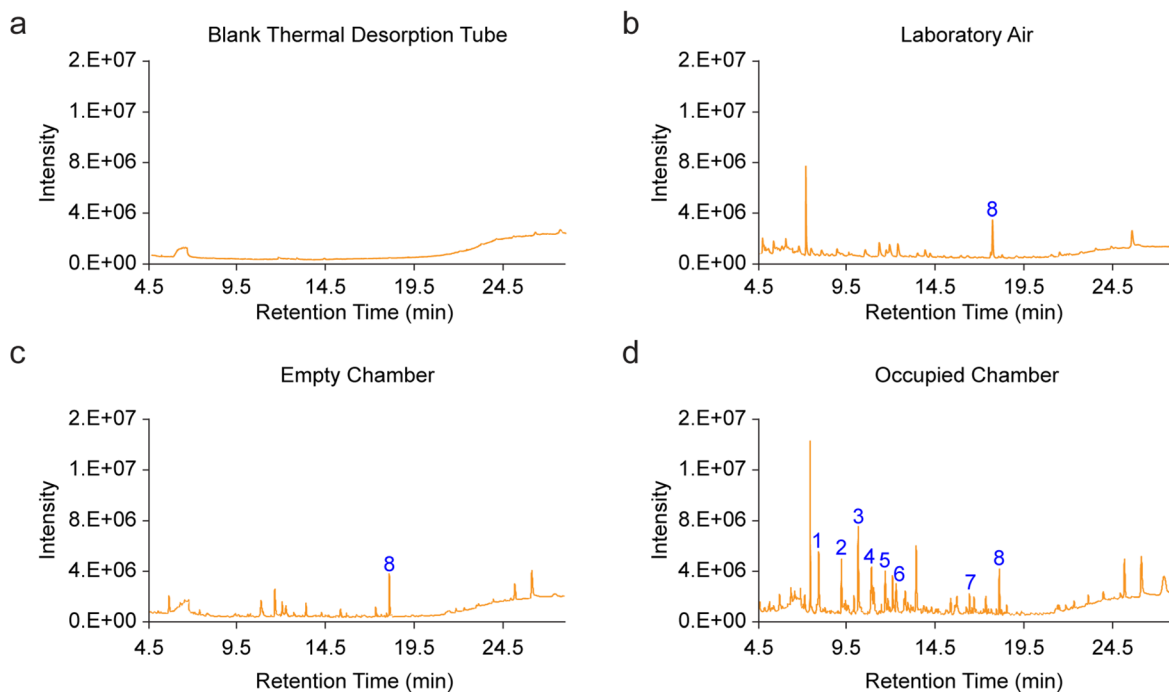 a
Blank Thermal Desorption Tube
2.E+07
1.E+07
8.E+06
4.E+06
0.E+00
Intensity
4.5 9.5 14.5 19.5 24.5
Retention Time (min)
b
Laboratory Air
2.E+07
1.E+07
8.E+06
4.E+06
0.E+00
Intensity
8
4.5 9.5 14.5 19.5 24.5
Retention Time (min)
c
Empty Chamber
2.E+07
1.E+07
8.E+06
4.E+06
0.E+00
Intensity
8
4.5 9.5 14.5 19.5 24.5
Retention Time (min)
d
Occupied Chamber
2.E+07
1.E+07
8.E+06
4.E+06
0.E+00
Intensity
1 2 3 4 5 6 7 8
4.5 9.5 14.5 19.5 24.5
Retention Time (min)